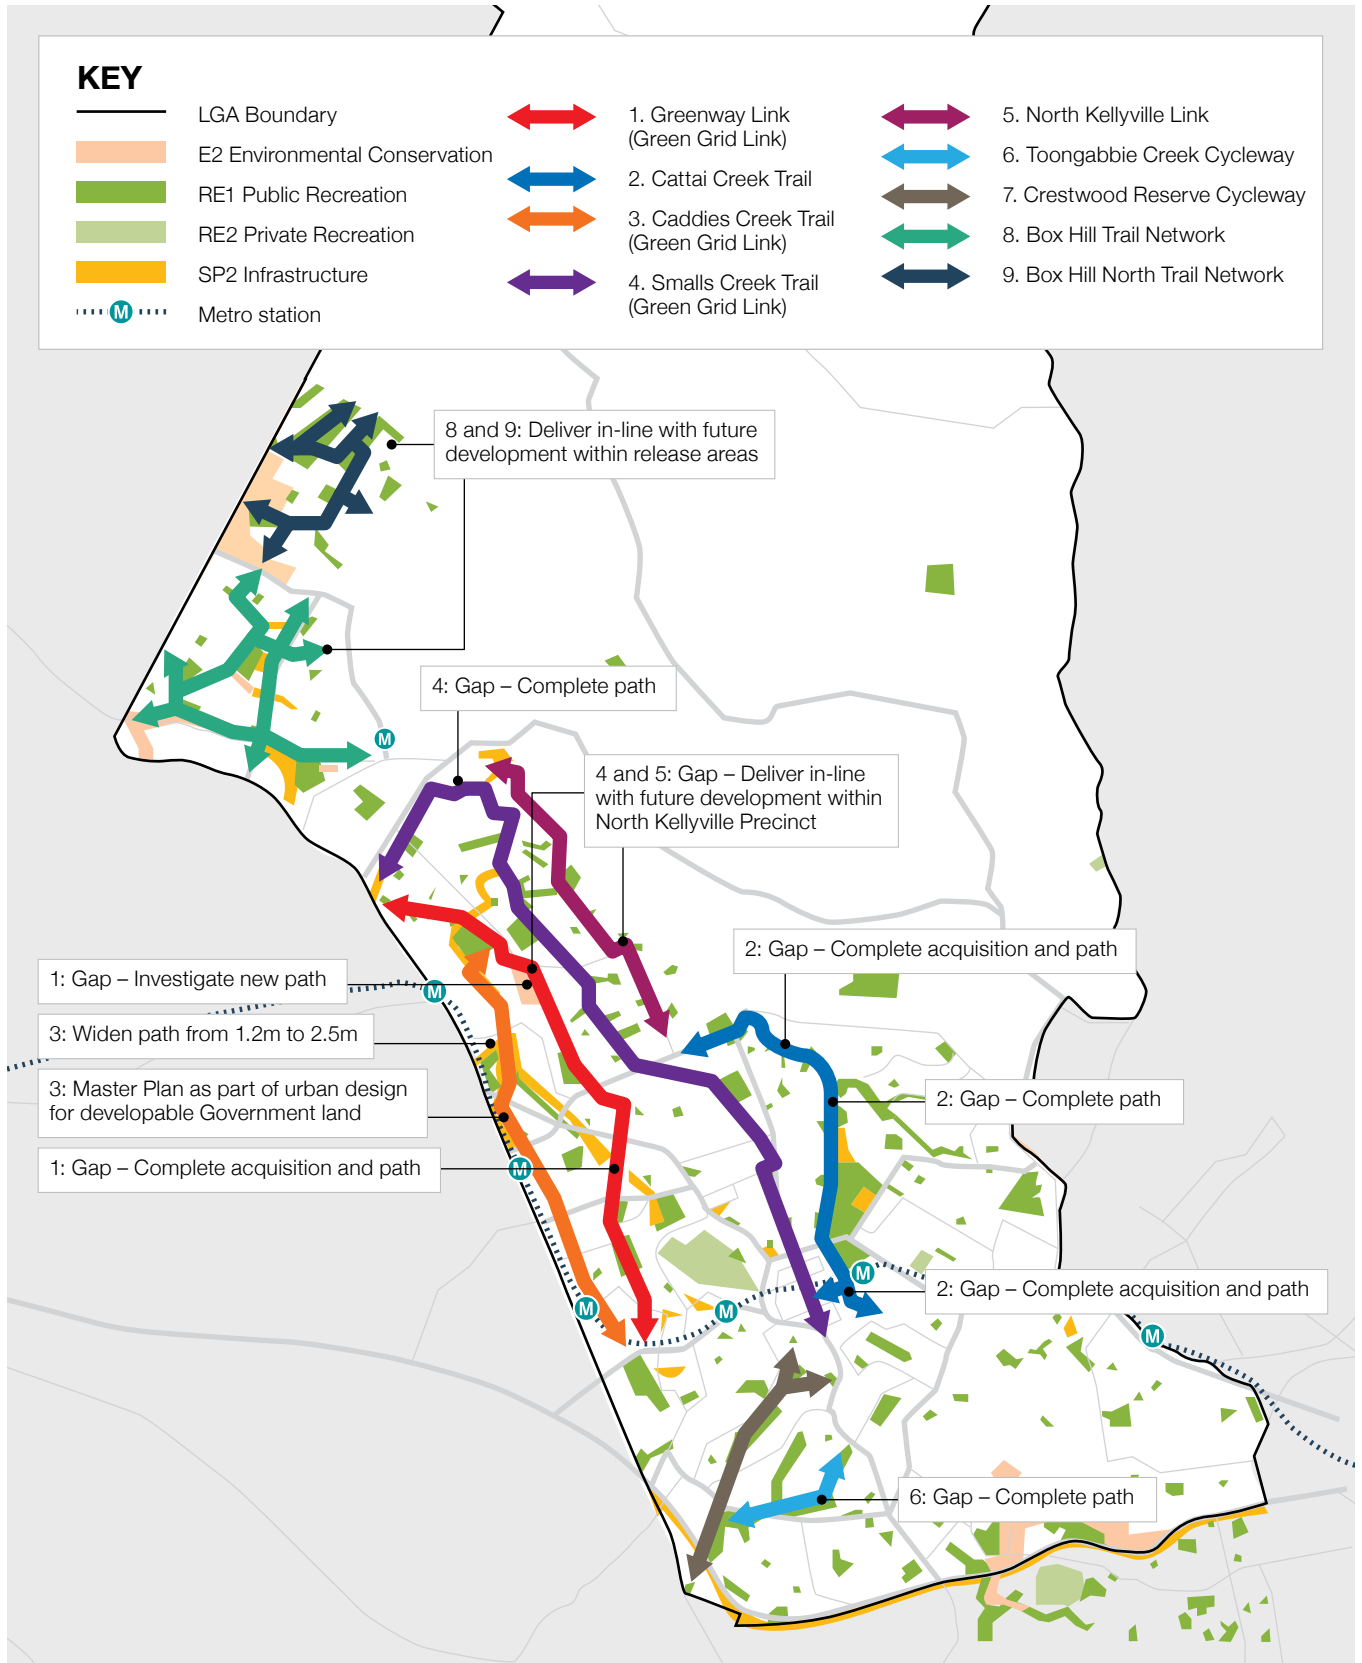 KEY
LGA Boundary
E2 Environmental Conservation
RE1 Public Recreation
RE2 Private Recreation
SP2 Infrastructure
M
Metro station
1. Greenway Link
(Green Grid Link)
2. Cattai Creek Trail
3. Caddies Creek Trail
(Green Grid Link)
4. Smalls Creek Trail
(Green Grid Link)
5. North Kellyville Link
6. Toongabbie Creek Cycleway
7. Crestwood Reserve Cycleway
8. Box Hill Trail Network
9. Box Hill North Trail Network
8 and 9: Deliver in-line with future
development within release areas
4: Gap – Complete path
M
4 and 5: Gap – Deliver in-line
with future development within
North Kellyville Precinct
2: Gap – Complete acquisition and path
1: Gap – Investigate new path
M
3: Widen path from 1.2m to 2.5m
3: Master Plan as part of urban design
for developable Government land
2: Gap – Complete path
1: Gap – Complete acquisition and path
M
M
2: Gap – Complete acquisition and path
M
M
M
6: Gap – Complete path